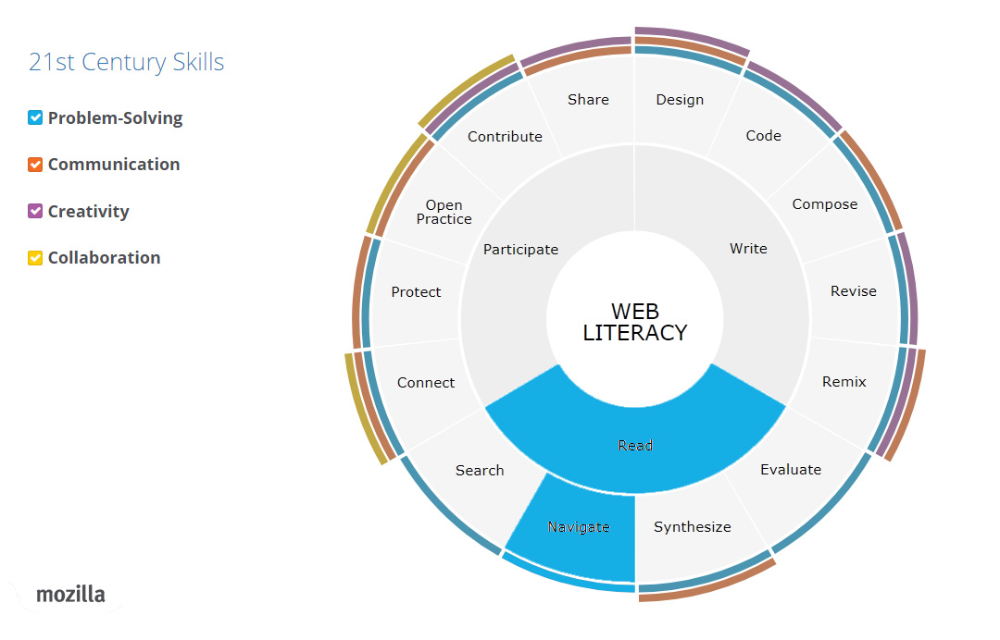 21st Century Skills
Problem-Solving
Communication
Creativity
Collaboration
Share
Design
Contribute
Code
Open
Practice
Compose
Participate
Write
Protect
Revise
WEB
LITERACY
Connect
Remix
Read
Search
Evaluate
Navigate
Synthesize
mozilla